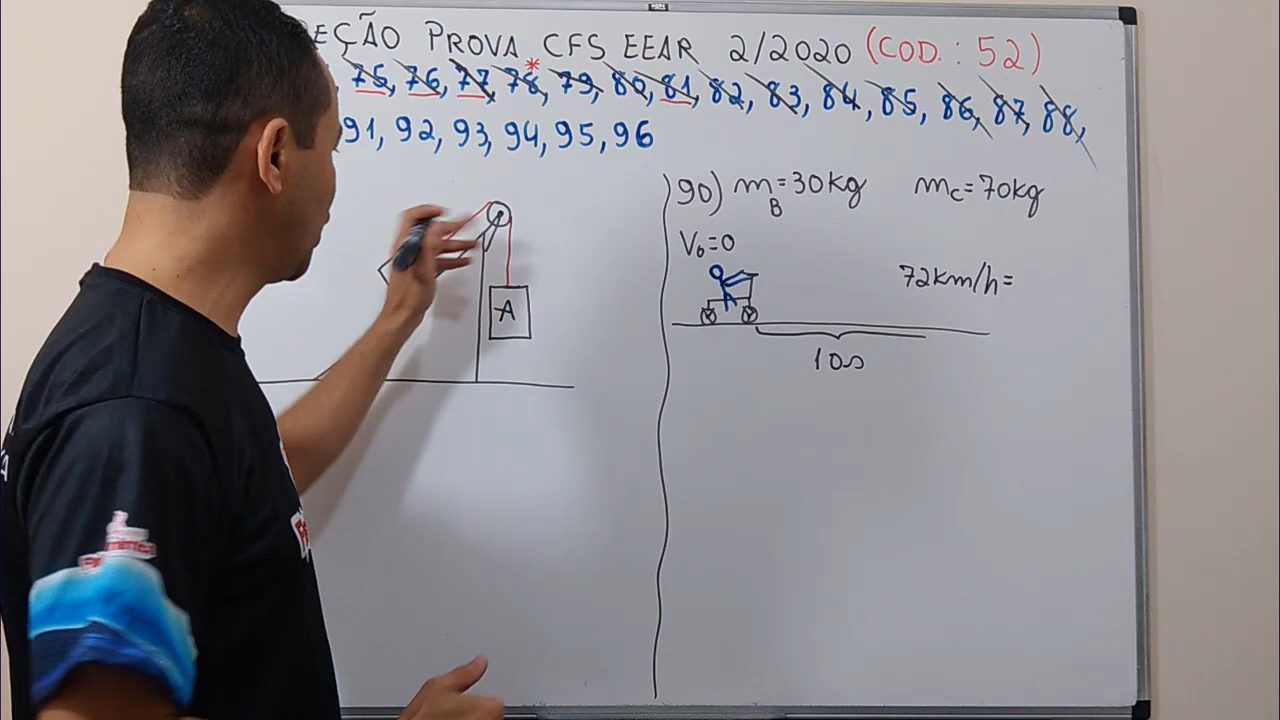 EÇÃO PROVA CFS EEAR 2/2020 (COD.: 52)
, 75, 76, 77, 78*, 79, 80, 81, 82, 83, 84, 85, 86, 87, 88,
91, 92, 93, 94, 95, 96
90) mB=30kg mc=70kg
V0=0
72km/h=
A
10s